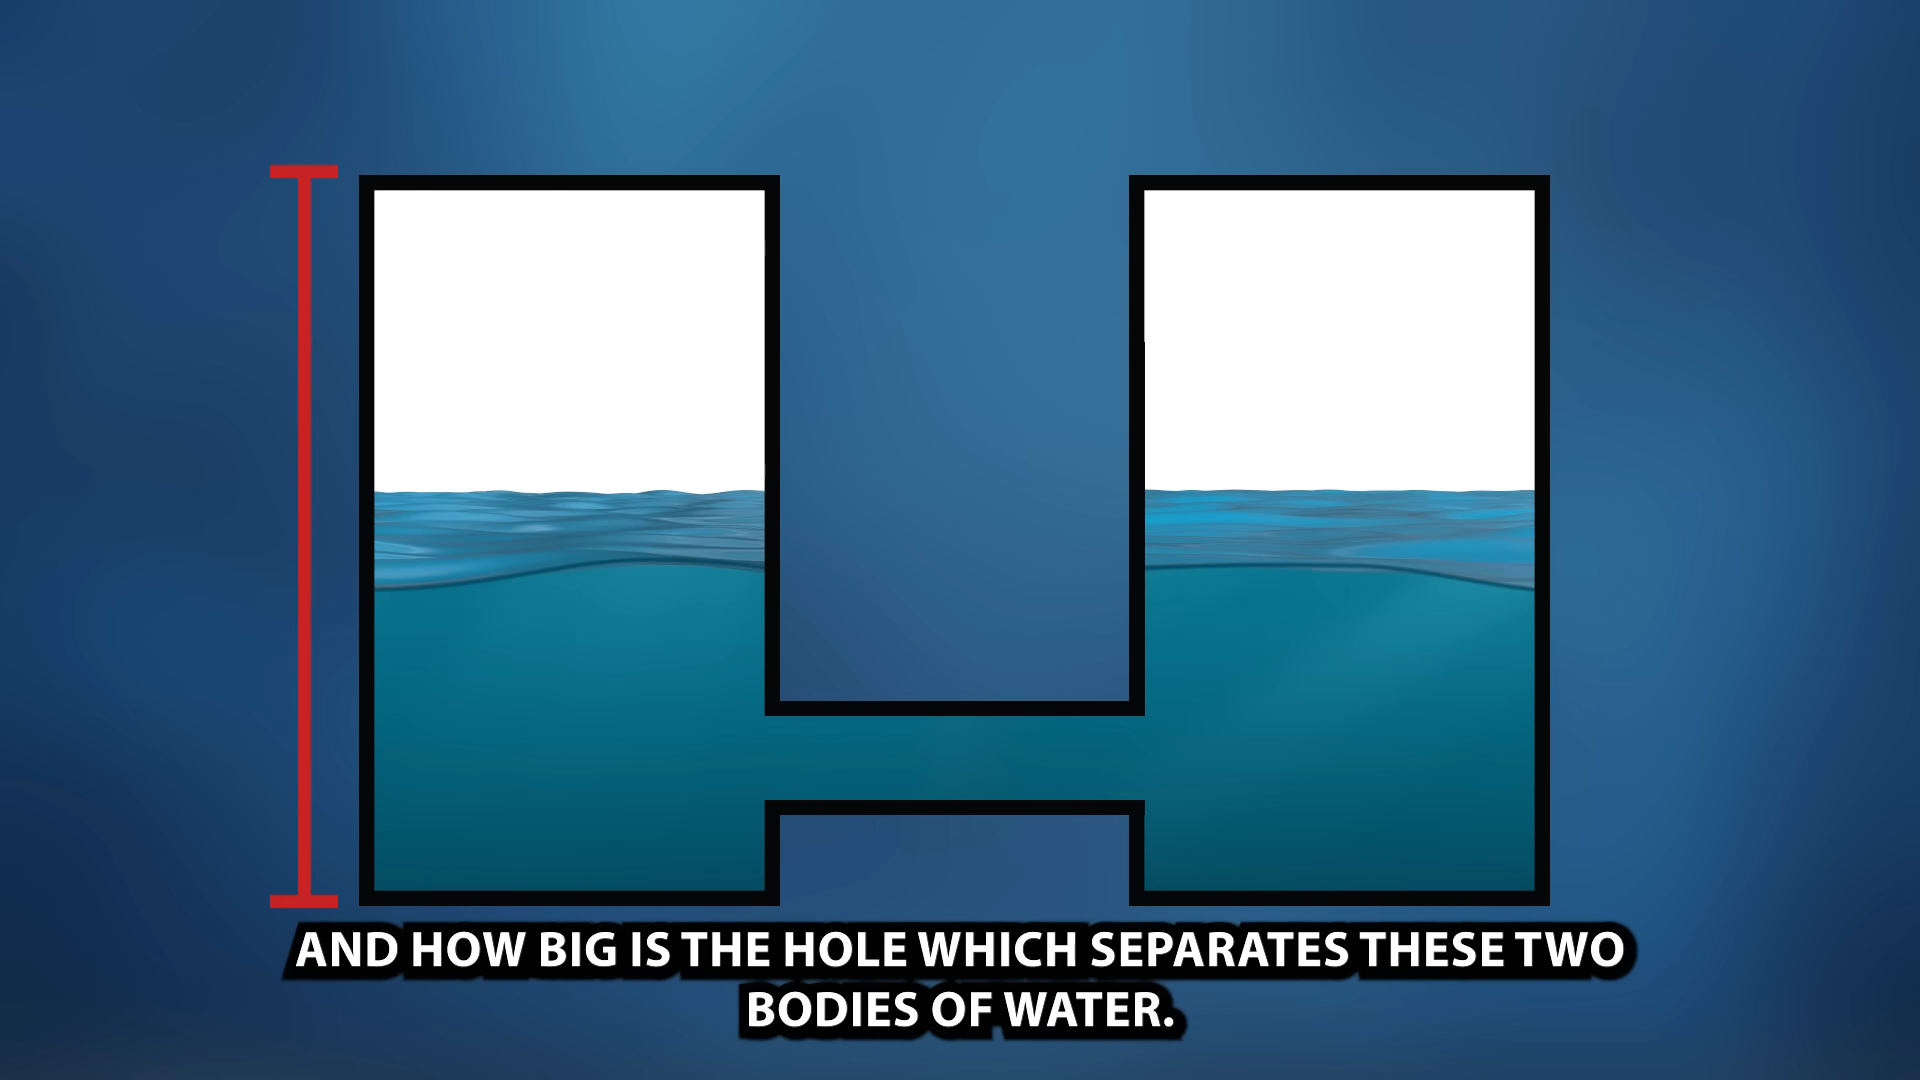 AND HOW BIG IS THE HOLE WHICH SEPARATES THESE TWO
BODIES OF WATER.